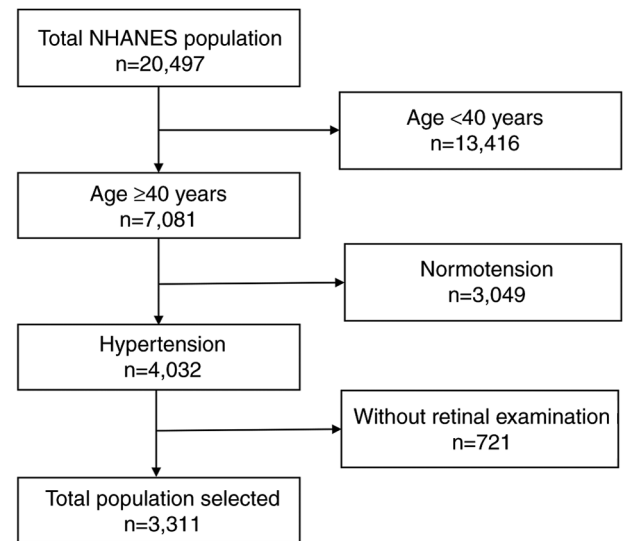 Total NHANES population
n=20,497
Age <40 years
n=13,416
Age ≥40 years
n=7,081
Normotension
n=3,049
Hypertension
n=4,032
Without retinal examination
n=721
Total population selected
n=3,311